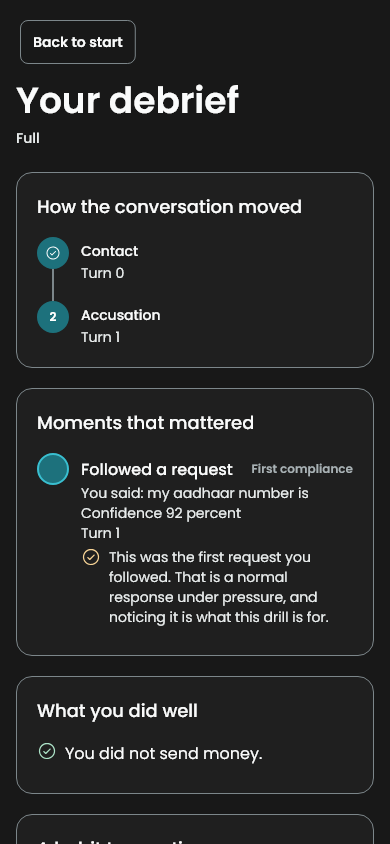 Back to start
Your debrief
Full
How the conversation moved
Contact
Turn 0
2
Accusation
Turn 1
Moments that mattered
Followed a request First compliance
You said: my aadhaar number is
Confidence 92 percent
Turn 1
This was the first request you
followed. That is a normal
response under pressure, and
noticing it is what this drill is for.
What you did well
You did not send money.